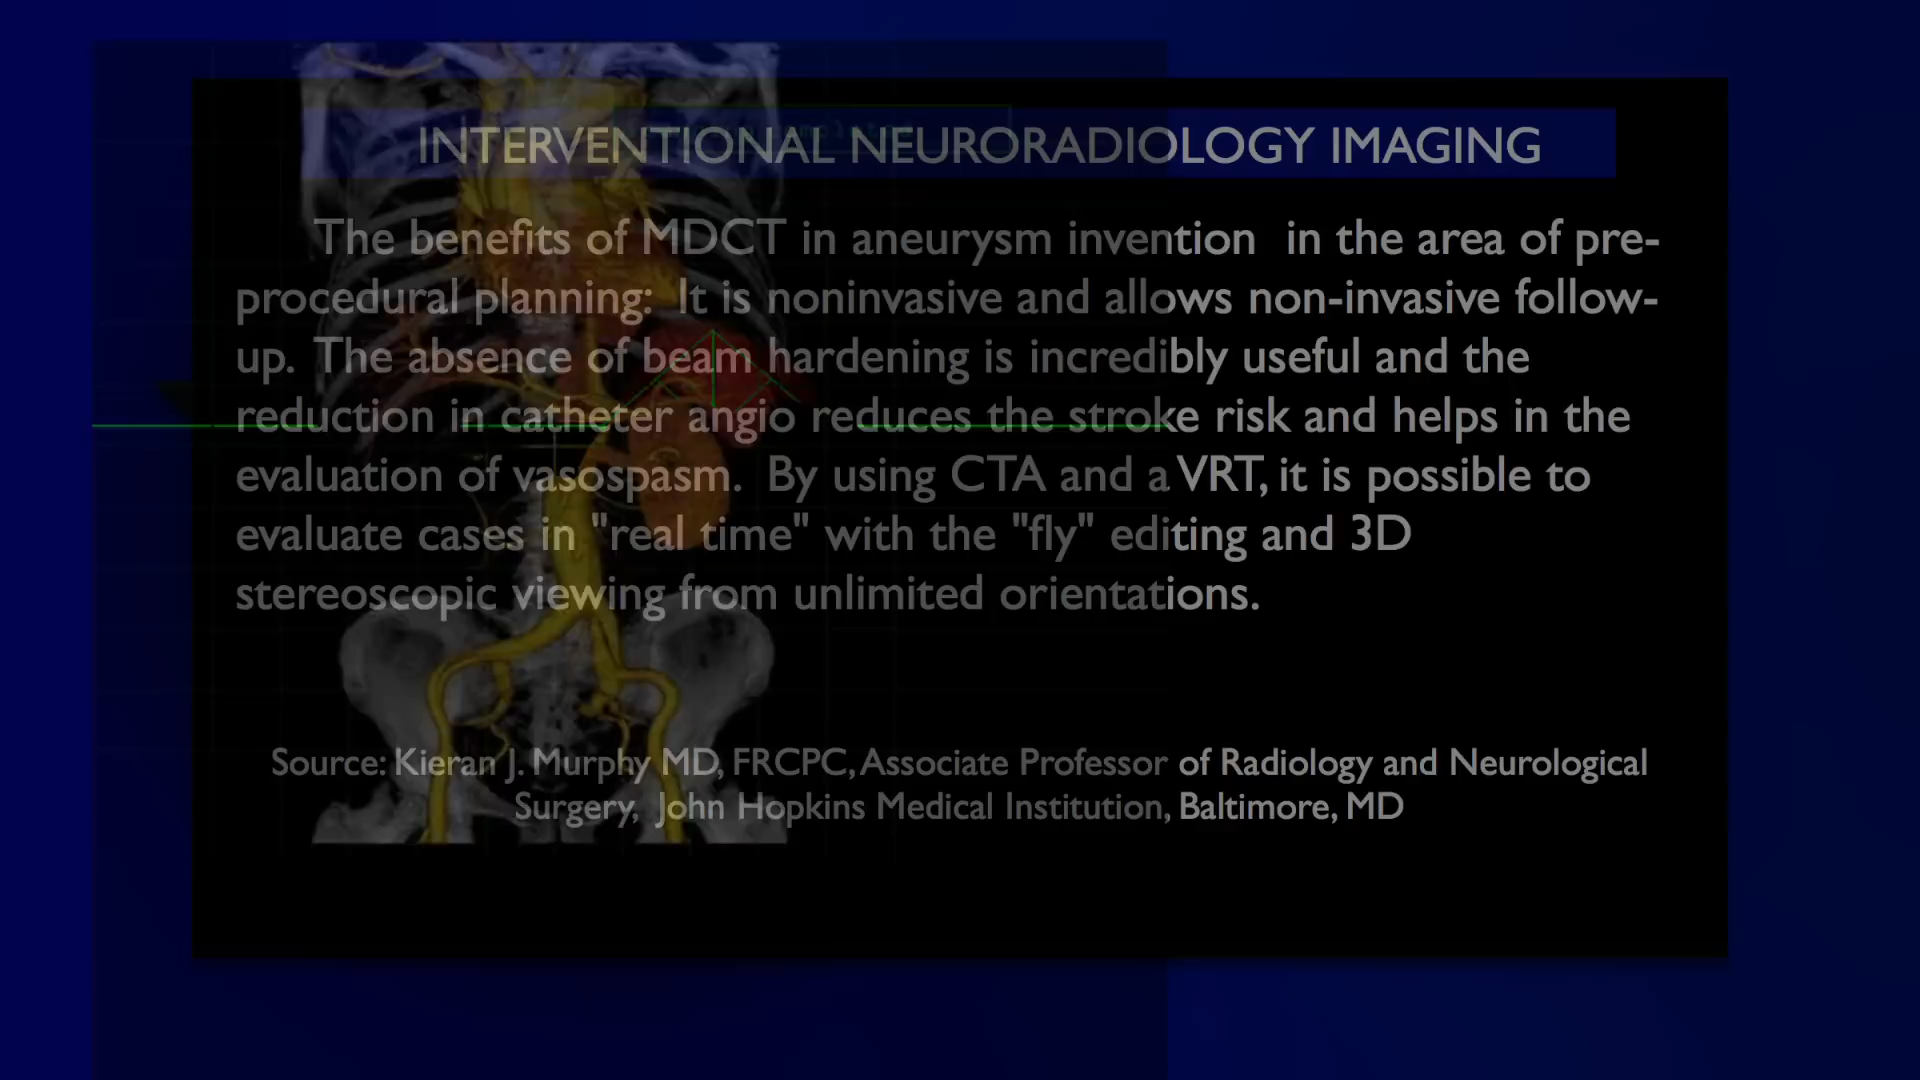 INTERVENTIONAL NEURORADIOLOGY IMAGING
The benefits of MDCT in aneurysm invention in the area of pre-
procedural planning: It is noninvasive and allows non-invasive follow-
up. The absence of beam hardening is incredibly useful and the
reduction in catheter angio reduces the stroke risk and helps in the
evaluation of vasospasm. By using CTA and a VRT, it is possible to
evaluate cases in "real time" with the "fly" editing and 3D
stereoscopic viewing from unlimited orientations.
Source: Kieran J. Murphy MD, FRCPC, Associate Professor of Radiology and Neurological
Surgery, John Hopkins Medical Institution, Baltimore, MD